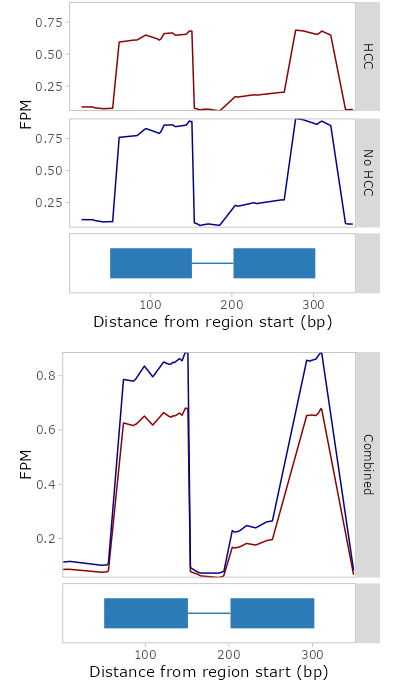 0.75
0.50
0.25
HCC
FPM
0.75
0.50
0.25
No HCC
100 200 300
Distance from region start (bp)
0.8
0.6
0.4
0.2
FPM
Combined
100 200 300
Distance from region start (bp)